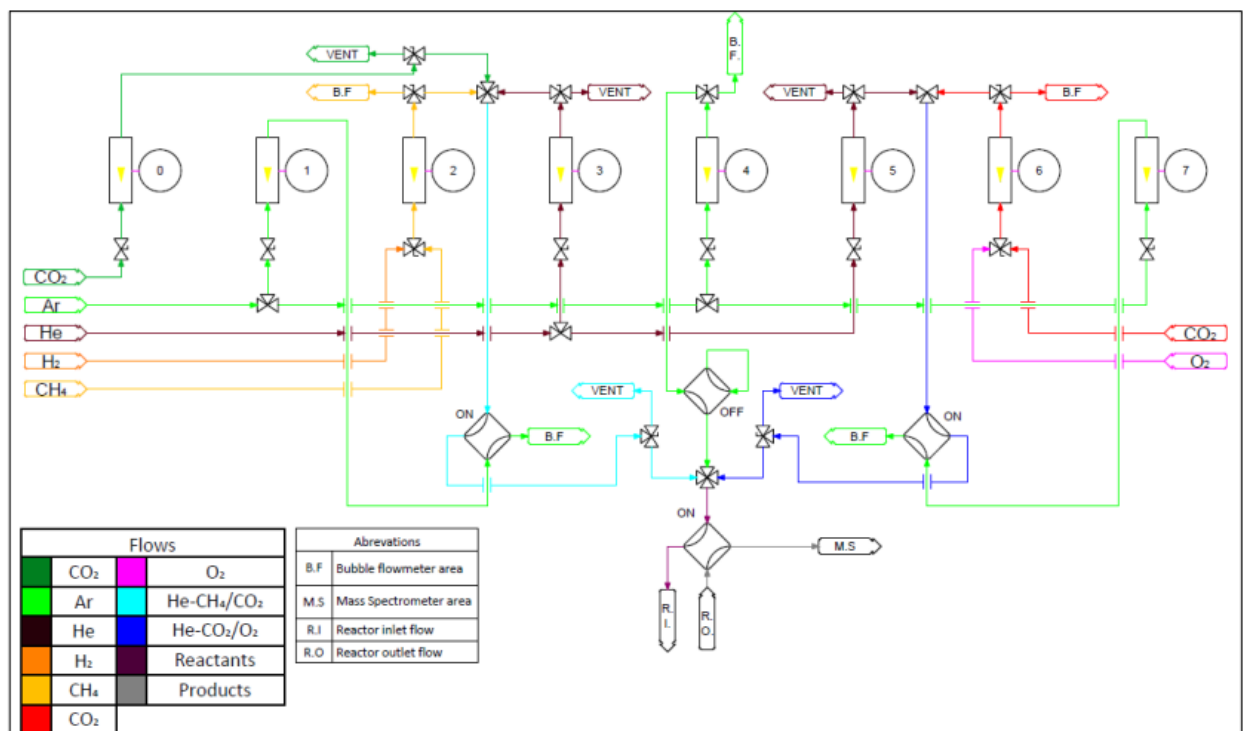 VENT
B.F
VENT
B.
F.
VENT
B.F
0
1
2
3
4
5
6
7
CO₂
Ar
He
H₂
CH₄
CO₂
O₂
ON
B.F
VENT
OFF
VENT
B.F
ON
ON
M.S
R.
I.
R.
O.
Flows
CO₂ O₂
Ar He-CH₄/CO₂
He He-CO₂/O₂
H₂ Reactants
CH₄ Products
CO₂
Abrevations
B.F Bubble flowmeter area
M.S Mass Spectrometer area
R.I Reactor inlet flow
R.O Reactor outlet flow